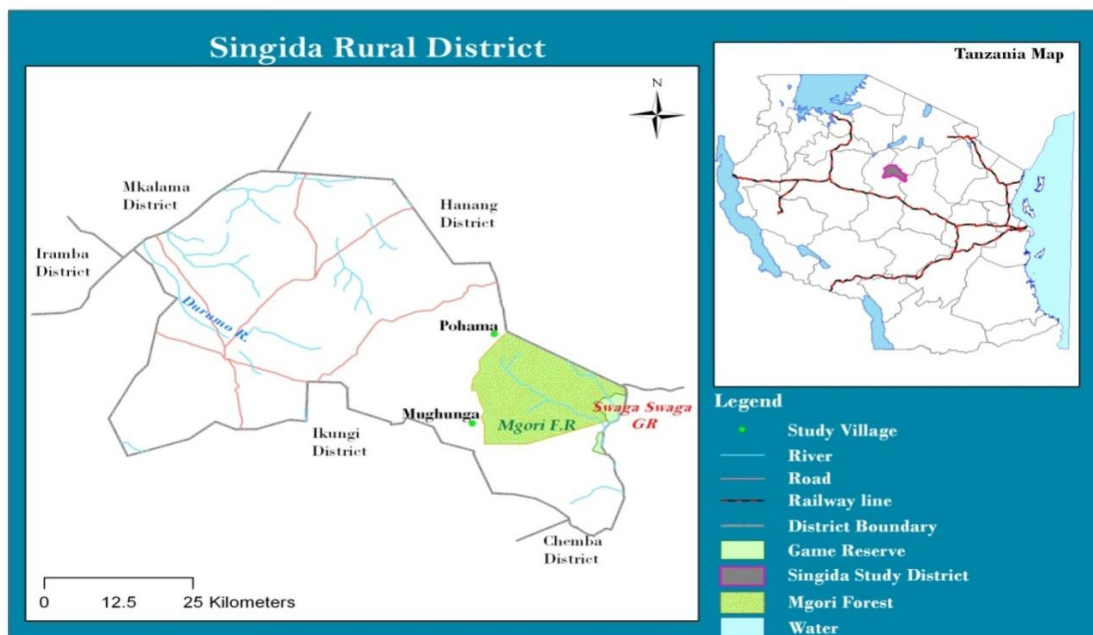 Singida Rural District
Tanzania Map
N
Mkalama
District
Hanang
District
Iramba
District
Durumo R.
Pohama
Swaga Swaga
GR
Mughunga
Mgori F.R
Ikungi
District
Chemba
District
0 12.5 25 Kilometers
Legend
Study Village
River
Road
Railway line
District Boundary
Game Reserve
Singida Study District
Mgori Forest
Water